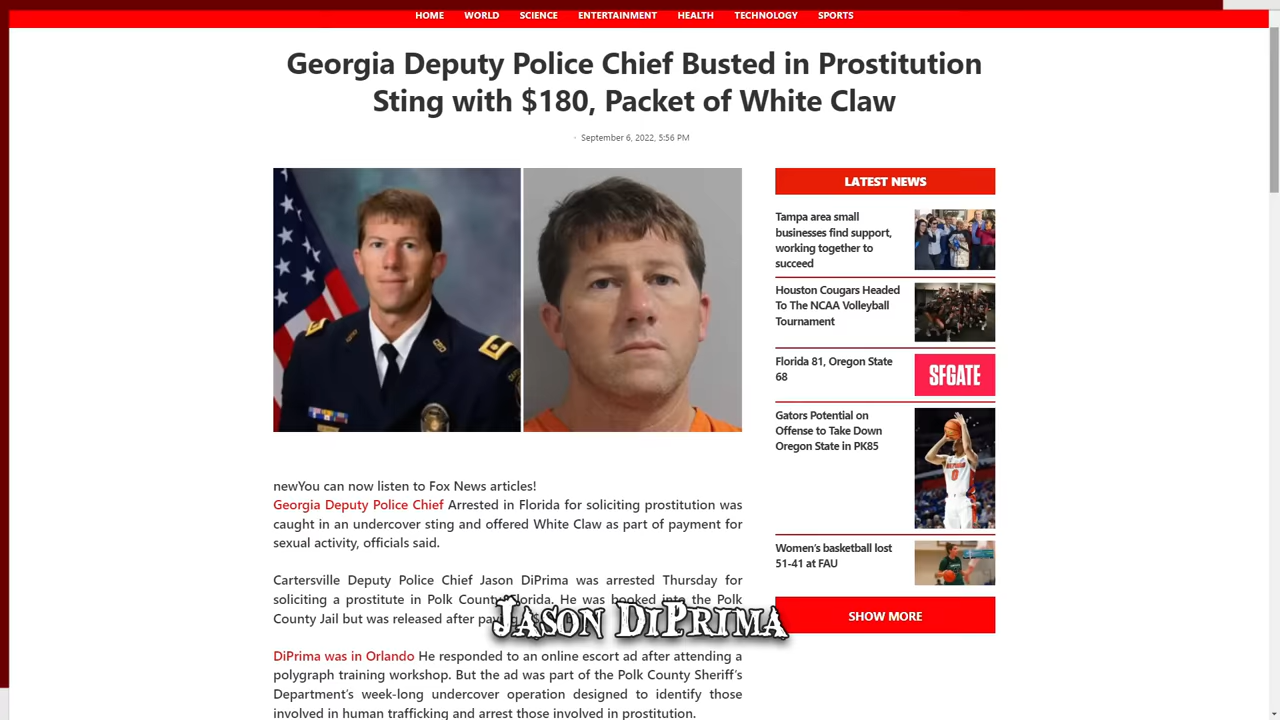 HOME WORLD SCIENCE ENTERTAINMENT HEALTH TECHNOLOGY SPORTS
Georgia Deputy Police Chief Busted in Prostitution
Sting with $180, Packet of White Claw
· September 6, 2022, 5:56 PM
newYou can now listen to Fox News articles!
Georgia Deputy Police Chief Arrested in Florida for soliciting prostitution was
caught in an undercover sting and offered White Claw as part of payment for
sexual activity, officials said.
Cartersville Deputy Police Chief Jason DiPrima was arrested Thursday for
soliciting a prostitute in Polk County, Florida. He was booked into the Polk
County Jail but was released after
Jason DiPrima
DiPrima was in Orlando He responded to an online escort ad after attending a
polygraph training workshop. But the ad was part of the Polk County Sheriff's
Department's week-long undercover operation designed to identify those
involved in human trafficking and arrest those involved in prostitution.
LATEST NEWS
Tampa area small
businesses find support,
working together to
succeed
Houston Cougars Headed
To The NCAA Volleyball
Tournament
Florida 81, Oregon State
68
SFGATE
Gators Potential on
Offense to Take Down
Oregon State in PK85
Women's basketball lost
51-41 at FAU
SHOW MORE